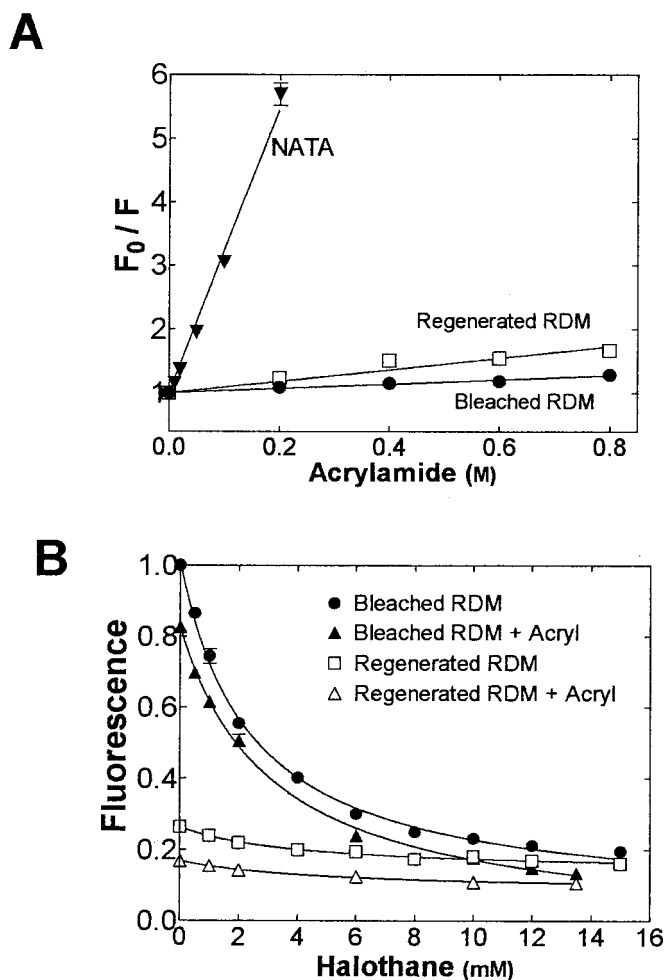 A
6
5
4
3
2
1
F0 / F
NATA
Regenerated RDM
Bleached RDM
0.0 0.2 0.4 0.6 0.8
Acrylamide (M)
B
1.0
0.8
0.6
0.4
0.2
0.0
Fluorescence
Bleached RDM
Bleached RDM + Acryl
Regenerated RDM
Regenerated RDM + Acryl
0 2 4 6 8 10 12 14 16
Halothane (mM)